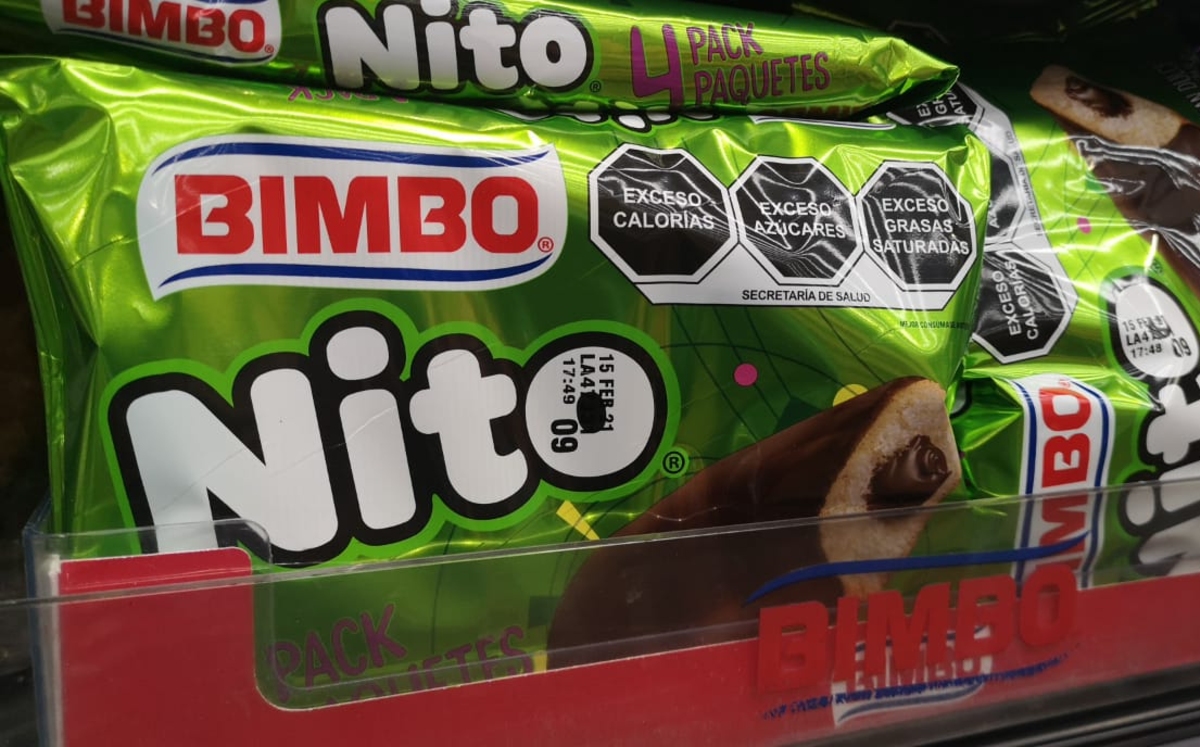 BIMBO®
Nito®
4 PACK
PAQUETES
BIMBO®
EXCESO
CALORÍAS
EXCESO
AZÚCARES
EXCESO
GRASAS
SATURADAS
SECRETARÍA DE SALUD
Nito®
15 FEB 21
17:49 09
PACK
EXCESO
CALORÍAS
17:48 09
BIMBO
BIMBO